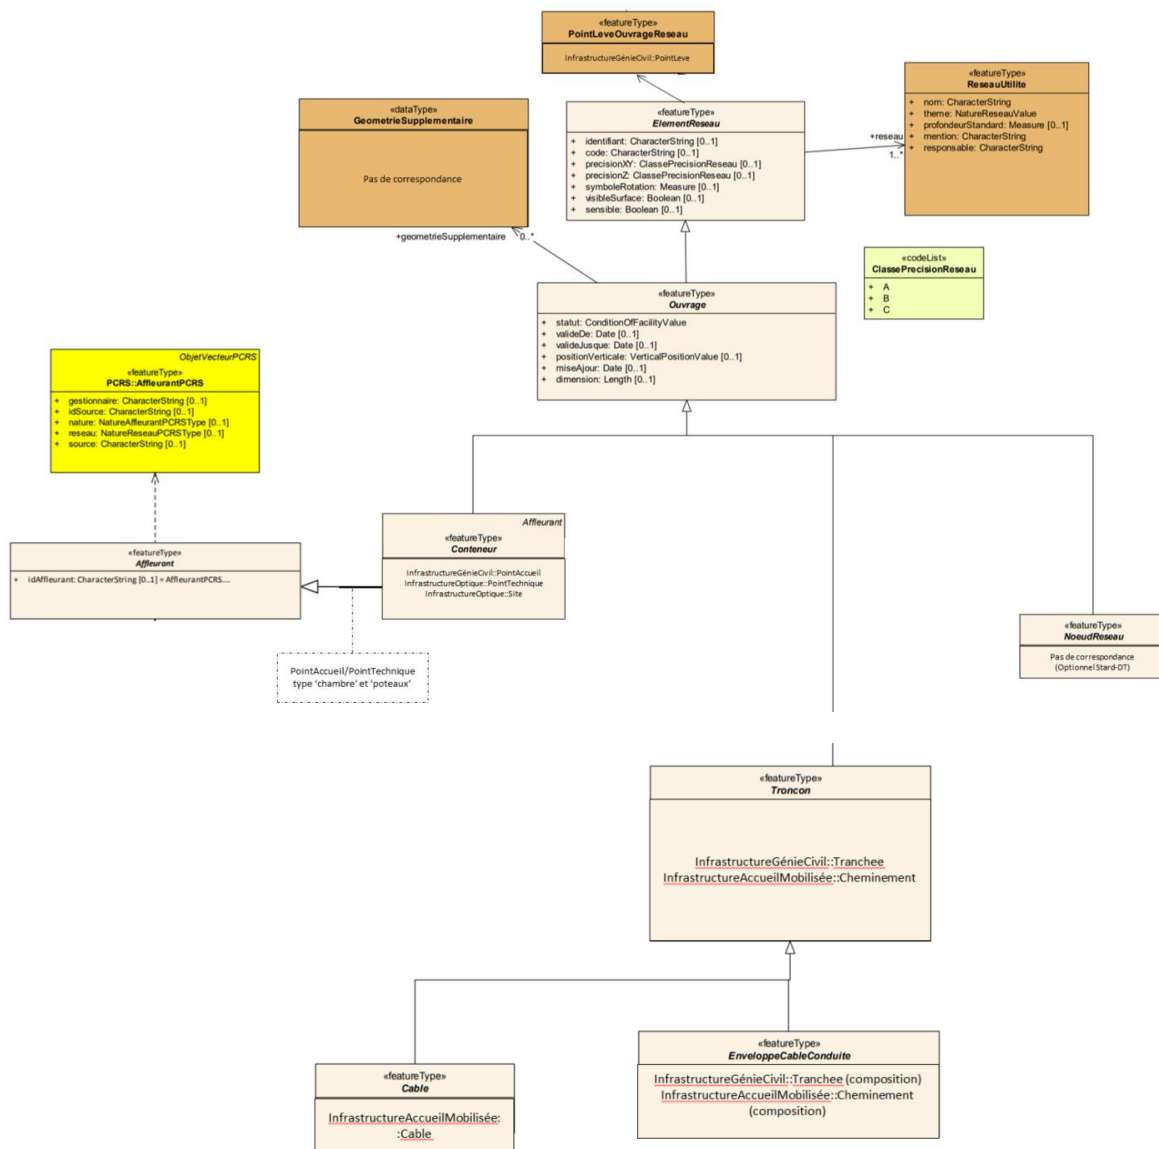 «featureType»
PointLeveOuvrageReseau
InfrastructureGénieCivil::PointLeve
«featureType»
ReseauUtilite
+ nom: CharacterString
+ theme: NatureReseauValue
+ profondeurStandard: Measure [0..1]
+ mention: CharacterString
+ responsable: CharacterString
«dataType»
GeometrieSupplementaire
Pas de correspondance
«featureType»
ElementReseau
+ identifiant: CharacterString [0..1]
+ code: CharacterString [0..1]
+ precisionXY: ClassePrecisionReseau [0..1]
+ precisionZ: ClassePrecisionReseau [0..1]
+ symboleRotation: Measure [0..1]
+ visibleSurface: Boolean [0..1]
+ sensible: Boolean [0..1]
+reseau
1..*
+geometrieSupplementaire 0..*
«codeList»
ClassePrecisionReseau
+ A
+ B
+ C
«featureType»
Ouvrage
+ statut: ConditionOfFacilityValue
+ valideDe: Date [0..1]
+ valideJusque: Date [0..1]
+ positionVerticale: VerticalPositionValue [0..1]
+ miseAjour: Date [0..1]
+ dimension: Length [0..1]
ObjetVecteurPCRS
«featureType»
PCRS::AffleurantPCRS
+ gestionnaire: CharacterString [0..1]
+ idSource: CharacterString [0..1]
+ nature: NatureAffleurantPCRSType [0..1]
+ reseau: NatureReseauPCRSType [0..1]
+ source: CharacterString [0..1]
Affleurant
«featureType»
Conteneur
InfrastructureGénieCivil::PointAccueil
InfrastructureOptique::PointTechnique
InfrastructureOptique::Site
«featureType»
Affleurant
+ idAffleurant: CharacterString [0..1] = AffleurantPCRS....
PointAccueil/PointTechnique
type ‘chambre’ et ‘poteaux’
«featureType»
NoeudReseau
Pas de correspondance
(Optionnel Stard-DT)
«featureType»
Troncon
InfrastructureGénieCivil::Tranchee
InfrastructureAccueilMobilisée::Cheminement
«featureType»
Cable
InfrastructureAccueilMobilisée:
:Cable
«featureType»
EnveloppeCableConduite
InfrastructureGénieCivil::Tranchee (composition)
InfrastructureAccueilMobilisée::Cheminement
(composition)